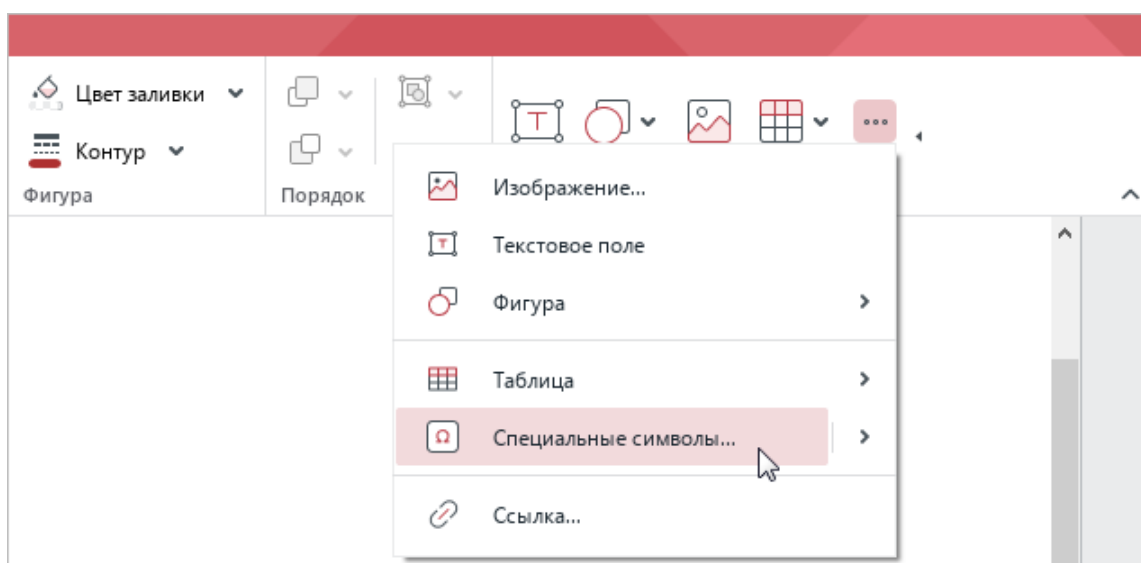 Цвет заливки
Контур
Фигура
Порядок
Изображение...
Текстовое поле
Фигура
Таблица
Специальные символы...
Ссылка...